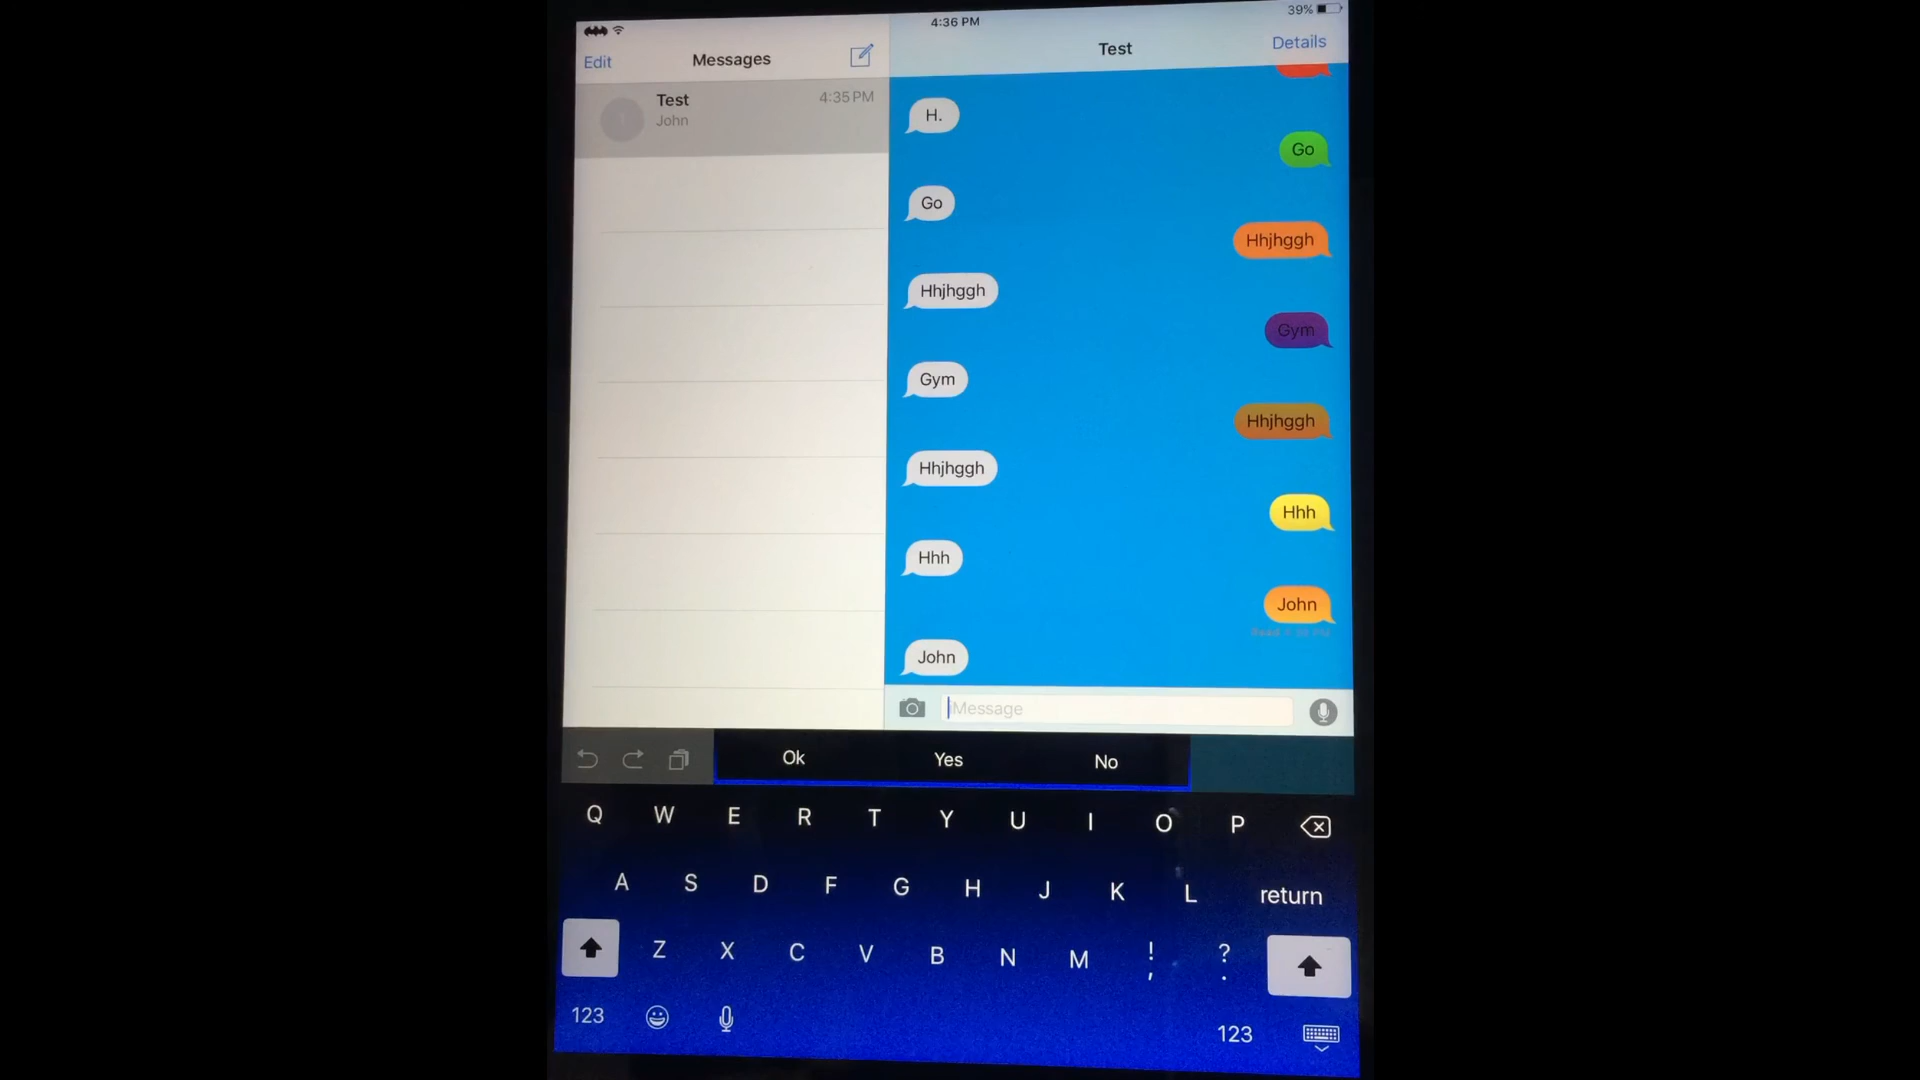 4:36 PM
39%
Edit
Messages
Test
Details
Test
4:35 PM
John
H.
Go
Go
Hhjhggh
Hhjhggh
Gym
Gym
Hhjhggh
Hhjhggh
Hhh
Hhh
John
John
iMessage
Ok
Yes
No
Q W E R T Y U I O P
A S D F G H J K L return
Z X C V B N M ! , ? .
123
123